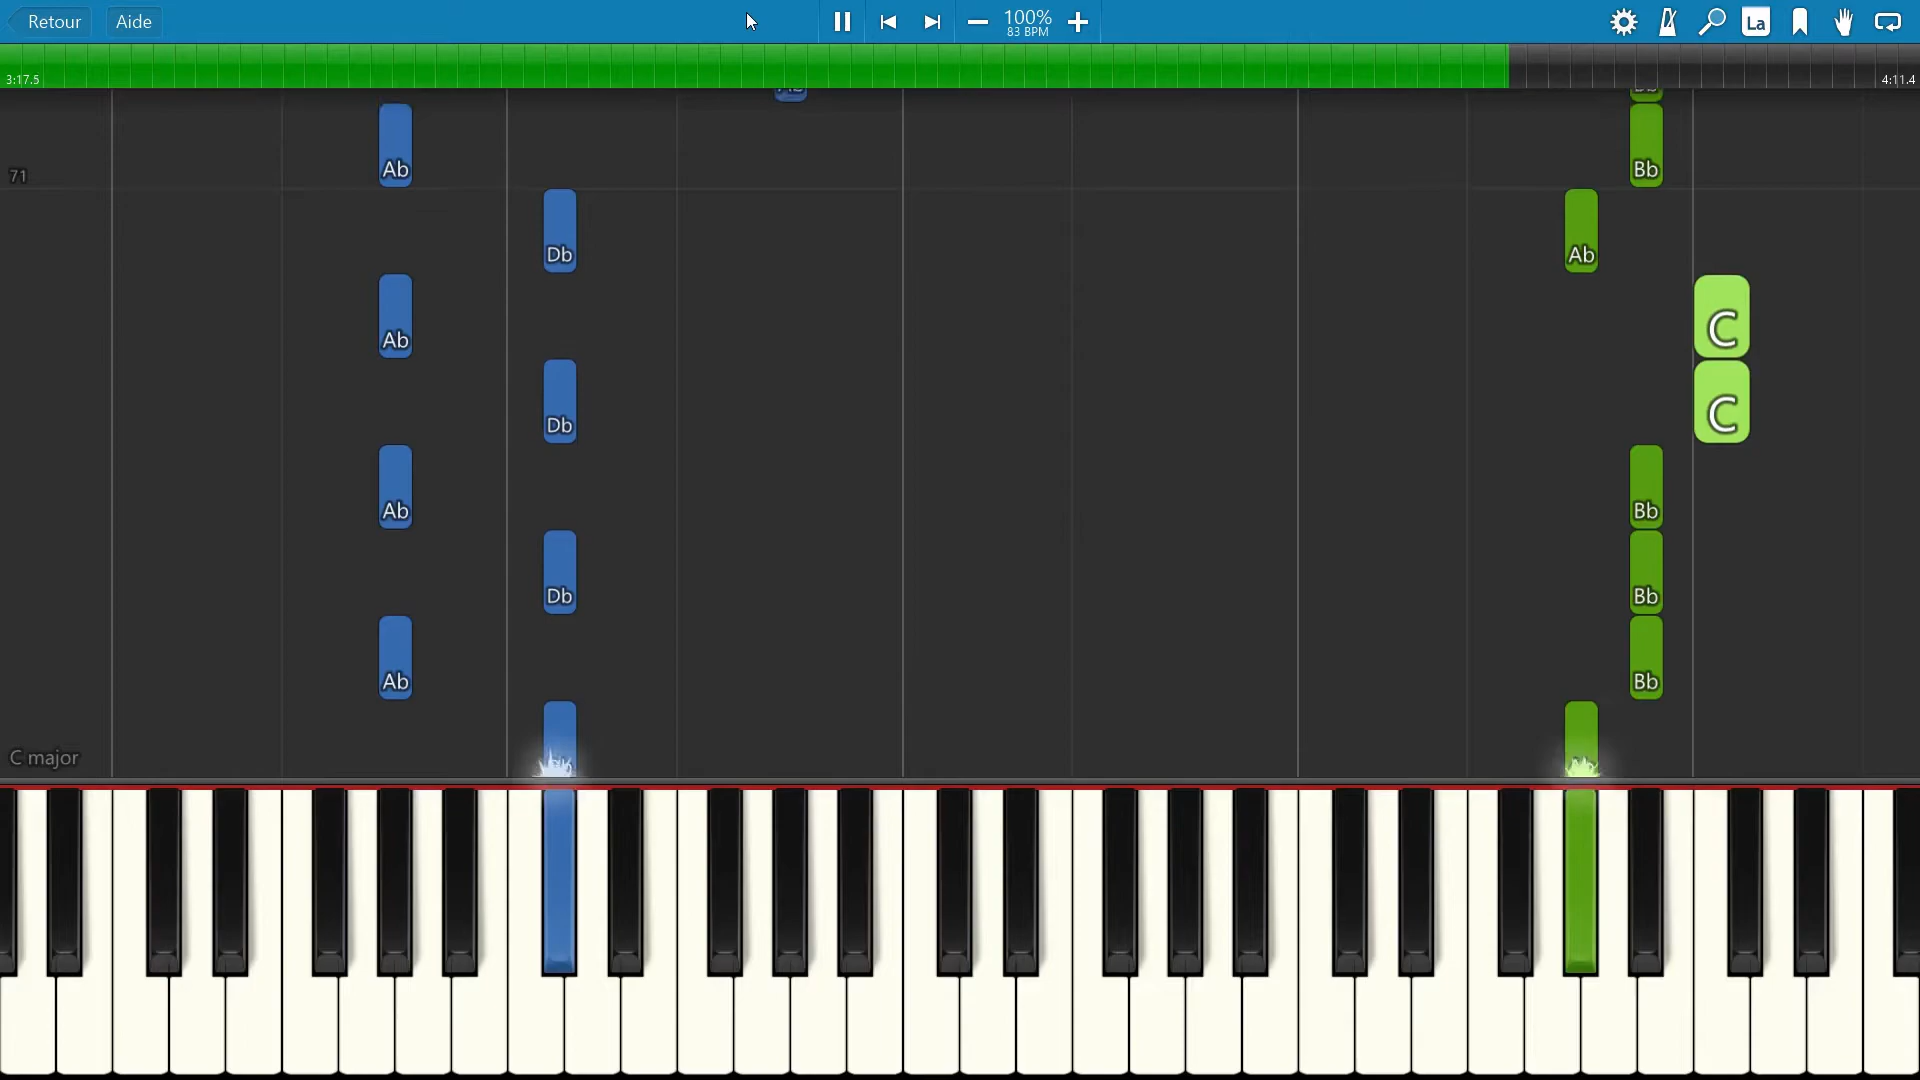 Retour Aide 100% 83 BPM La
3:17.5 4:11.4
Ab Bb
71
Db Ab
Ab C
Db C
Ab Bb
Db Bb
Ab Bb
C major